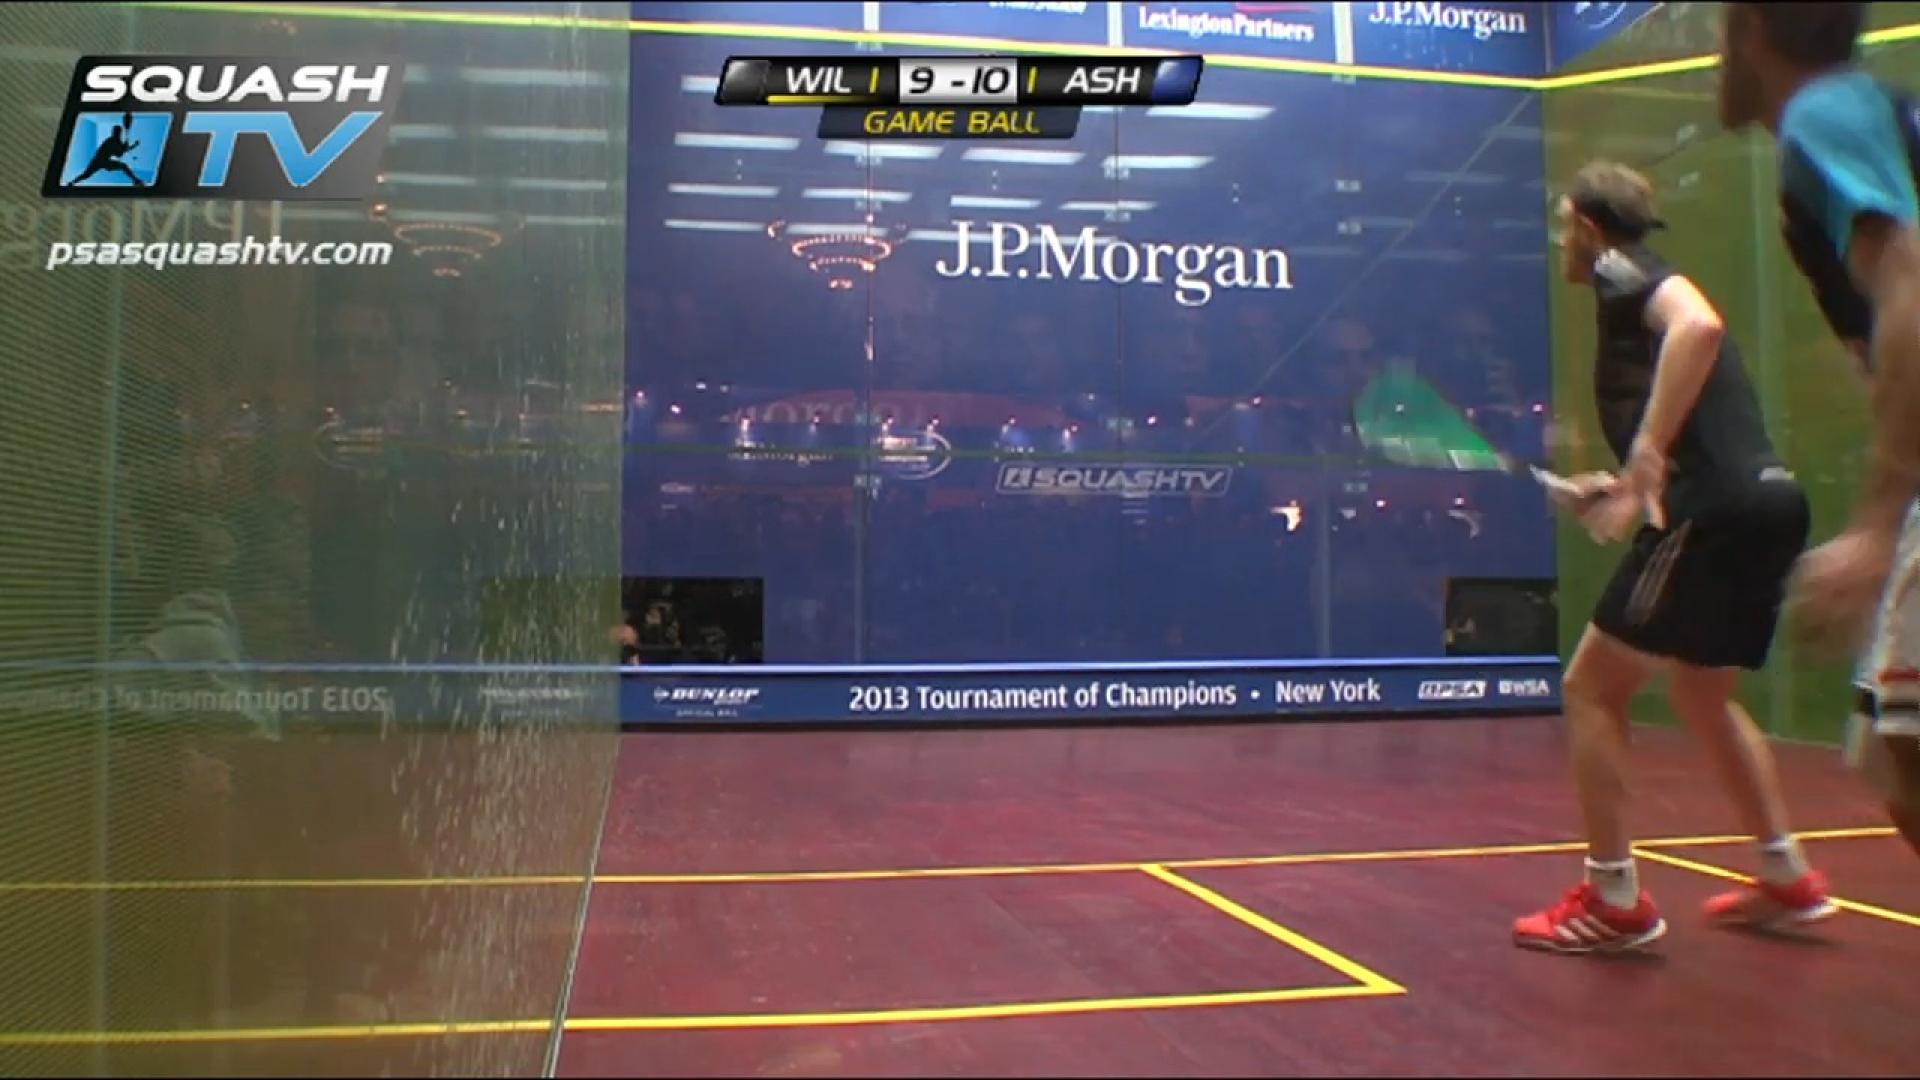 LexingtonPartners
J.P.Morgan
SQUASH
TV
WIL 1 9 - 10 1 ASH
GAME BALL
psasquashtv.com
J.P.Morgan
SQUASHTV
DUNLOP
2013 Tournament of Champions • New York
PSA
WSA